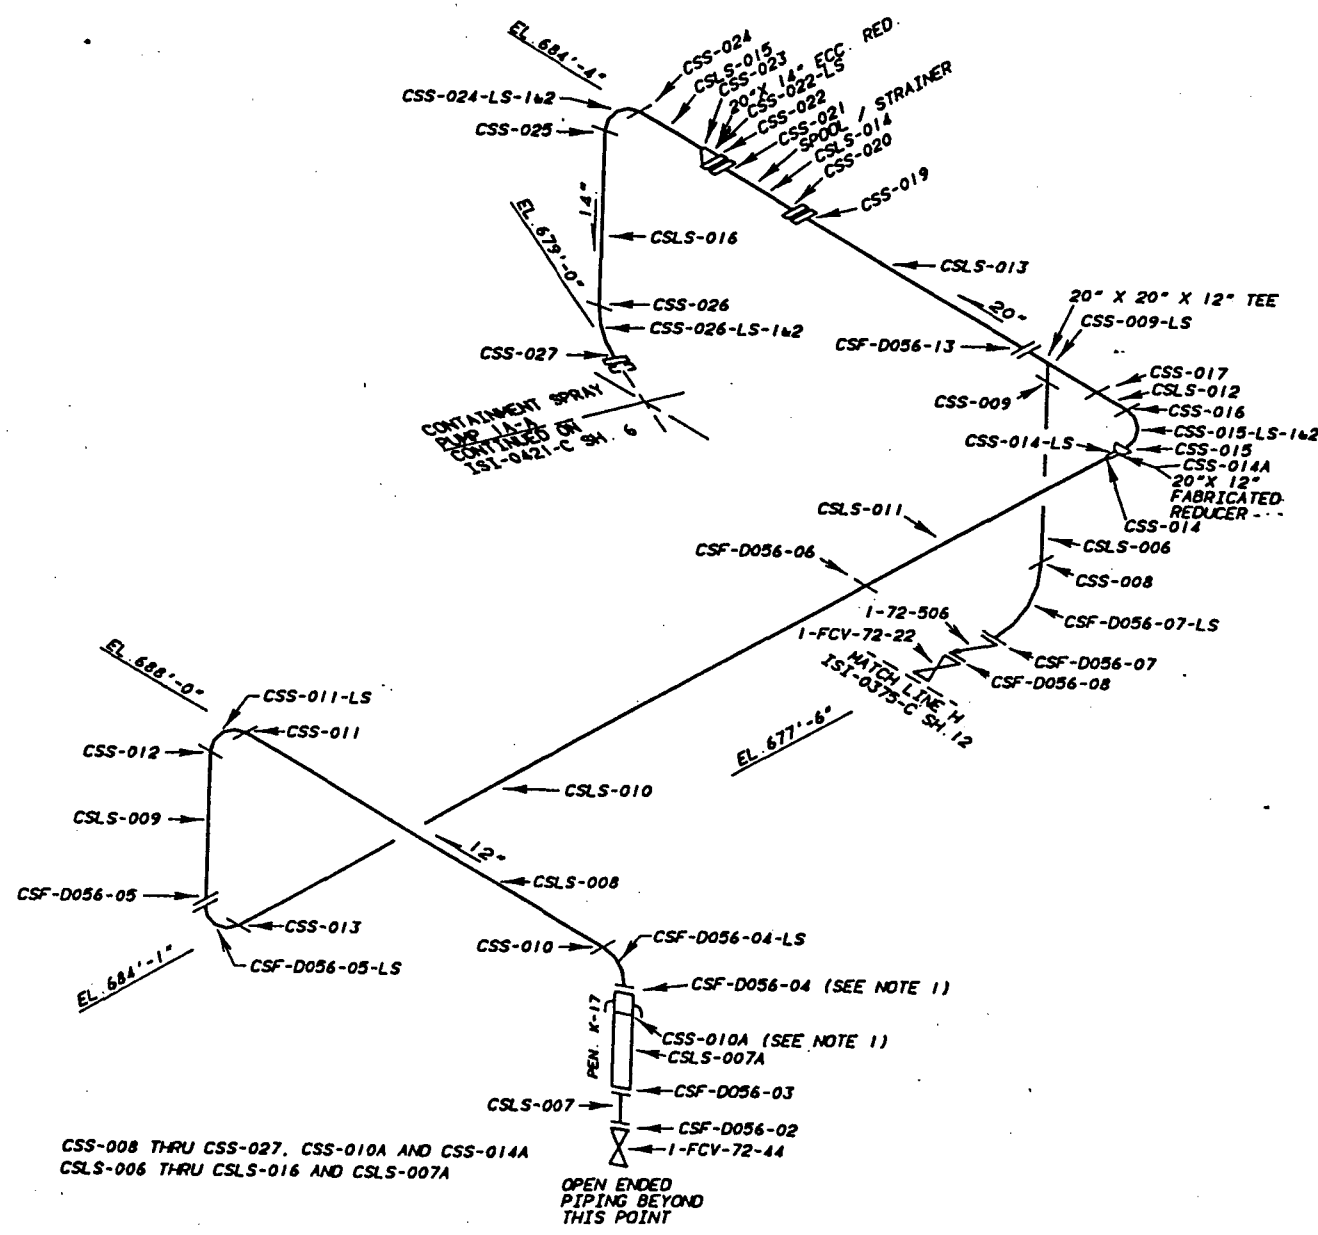 EL.684'-4"
CSS-024
CSLS-015
CSS-023
20"X 14" ECC. RED.
CSS-022-LS
CSS-022
CSS-021
SPOOL / STRAINER
CSLS-014
CSS-020
CSS-019
CSS-024-LS-1&2
CSS-025
14"
EL.679'-0"
CSLS-016
CSLS-013
20"
CSS-026
CSS-026-LS-1&2
CSS-027
20" X 20" X 12" TEE
CSS-009-LS
CSF-D056-13
CSS-017
CSLS-012
CSS-009
CSS-016
CONTAINMENT SPRAY
PUMP 1A-A
CONTINUED ON
ISI-0421-C SH. 6
CSS-014-LS
CSS-015-LS-1&2
CSS-015
CSS-014A
20"X 12"
FABRICATED
REDUCER
CSS-014
CSLS-011
CSLS-006
CSF-D056-06
CSS-008
1-72-506
CSF-D056-07-LS
1-FCV-72-22
CSF-D056-07
CSF-D056-08
MATCH LINE H
ISI-0375-C SH.12
EL.677'-6"
EL.688'-0"
CSS-011-LS
CSS-011
CSS-012
CSLS-010
CSLS-009
12"
CSLS-008
CSF-D056-05
CSS-013
CSS-010
CSF-D056-04-LS
EL.684'-1"
CSF-D056-05-LS
CSF-D056-04 (SEE NOTE 1)
PEN. K-17
CSS-010A (SEE NOTE 1)
CSLS-007A
CSF-D056-03
CSLS-007
CSF-D056-02
1-FCV-72-44
CSS-008 THRU CSS-027, CSS-010A AND CSS-014A
CSLS-006 THRU CSLS-016 AND CSLS-007A
OPEN ENDED
PIPING BEYOND
THIS POINT